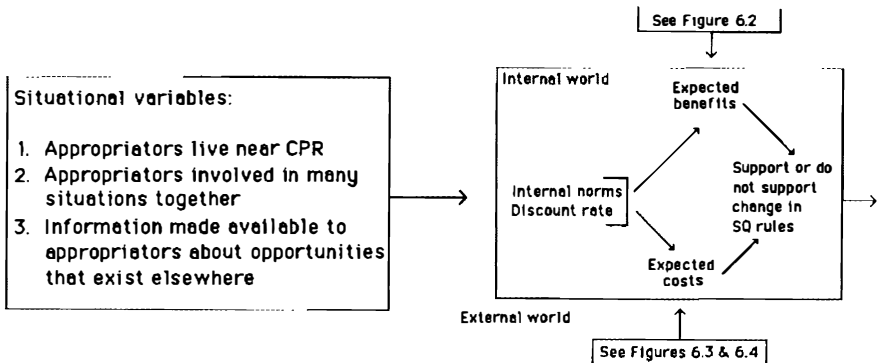 See Figure 6.2
Situational variables:
1. Appropriators live near CPR
2. Appropriators involved in many
situations together
3. Information made available to
appropriators about opportunities
that exist elsewhere
Internal world
Expected
benefits
Internal norms
Discount rate
Support or do
not support
change in
SQ rules
Expected
costs
External world
See Figures 6.3 & 6.4